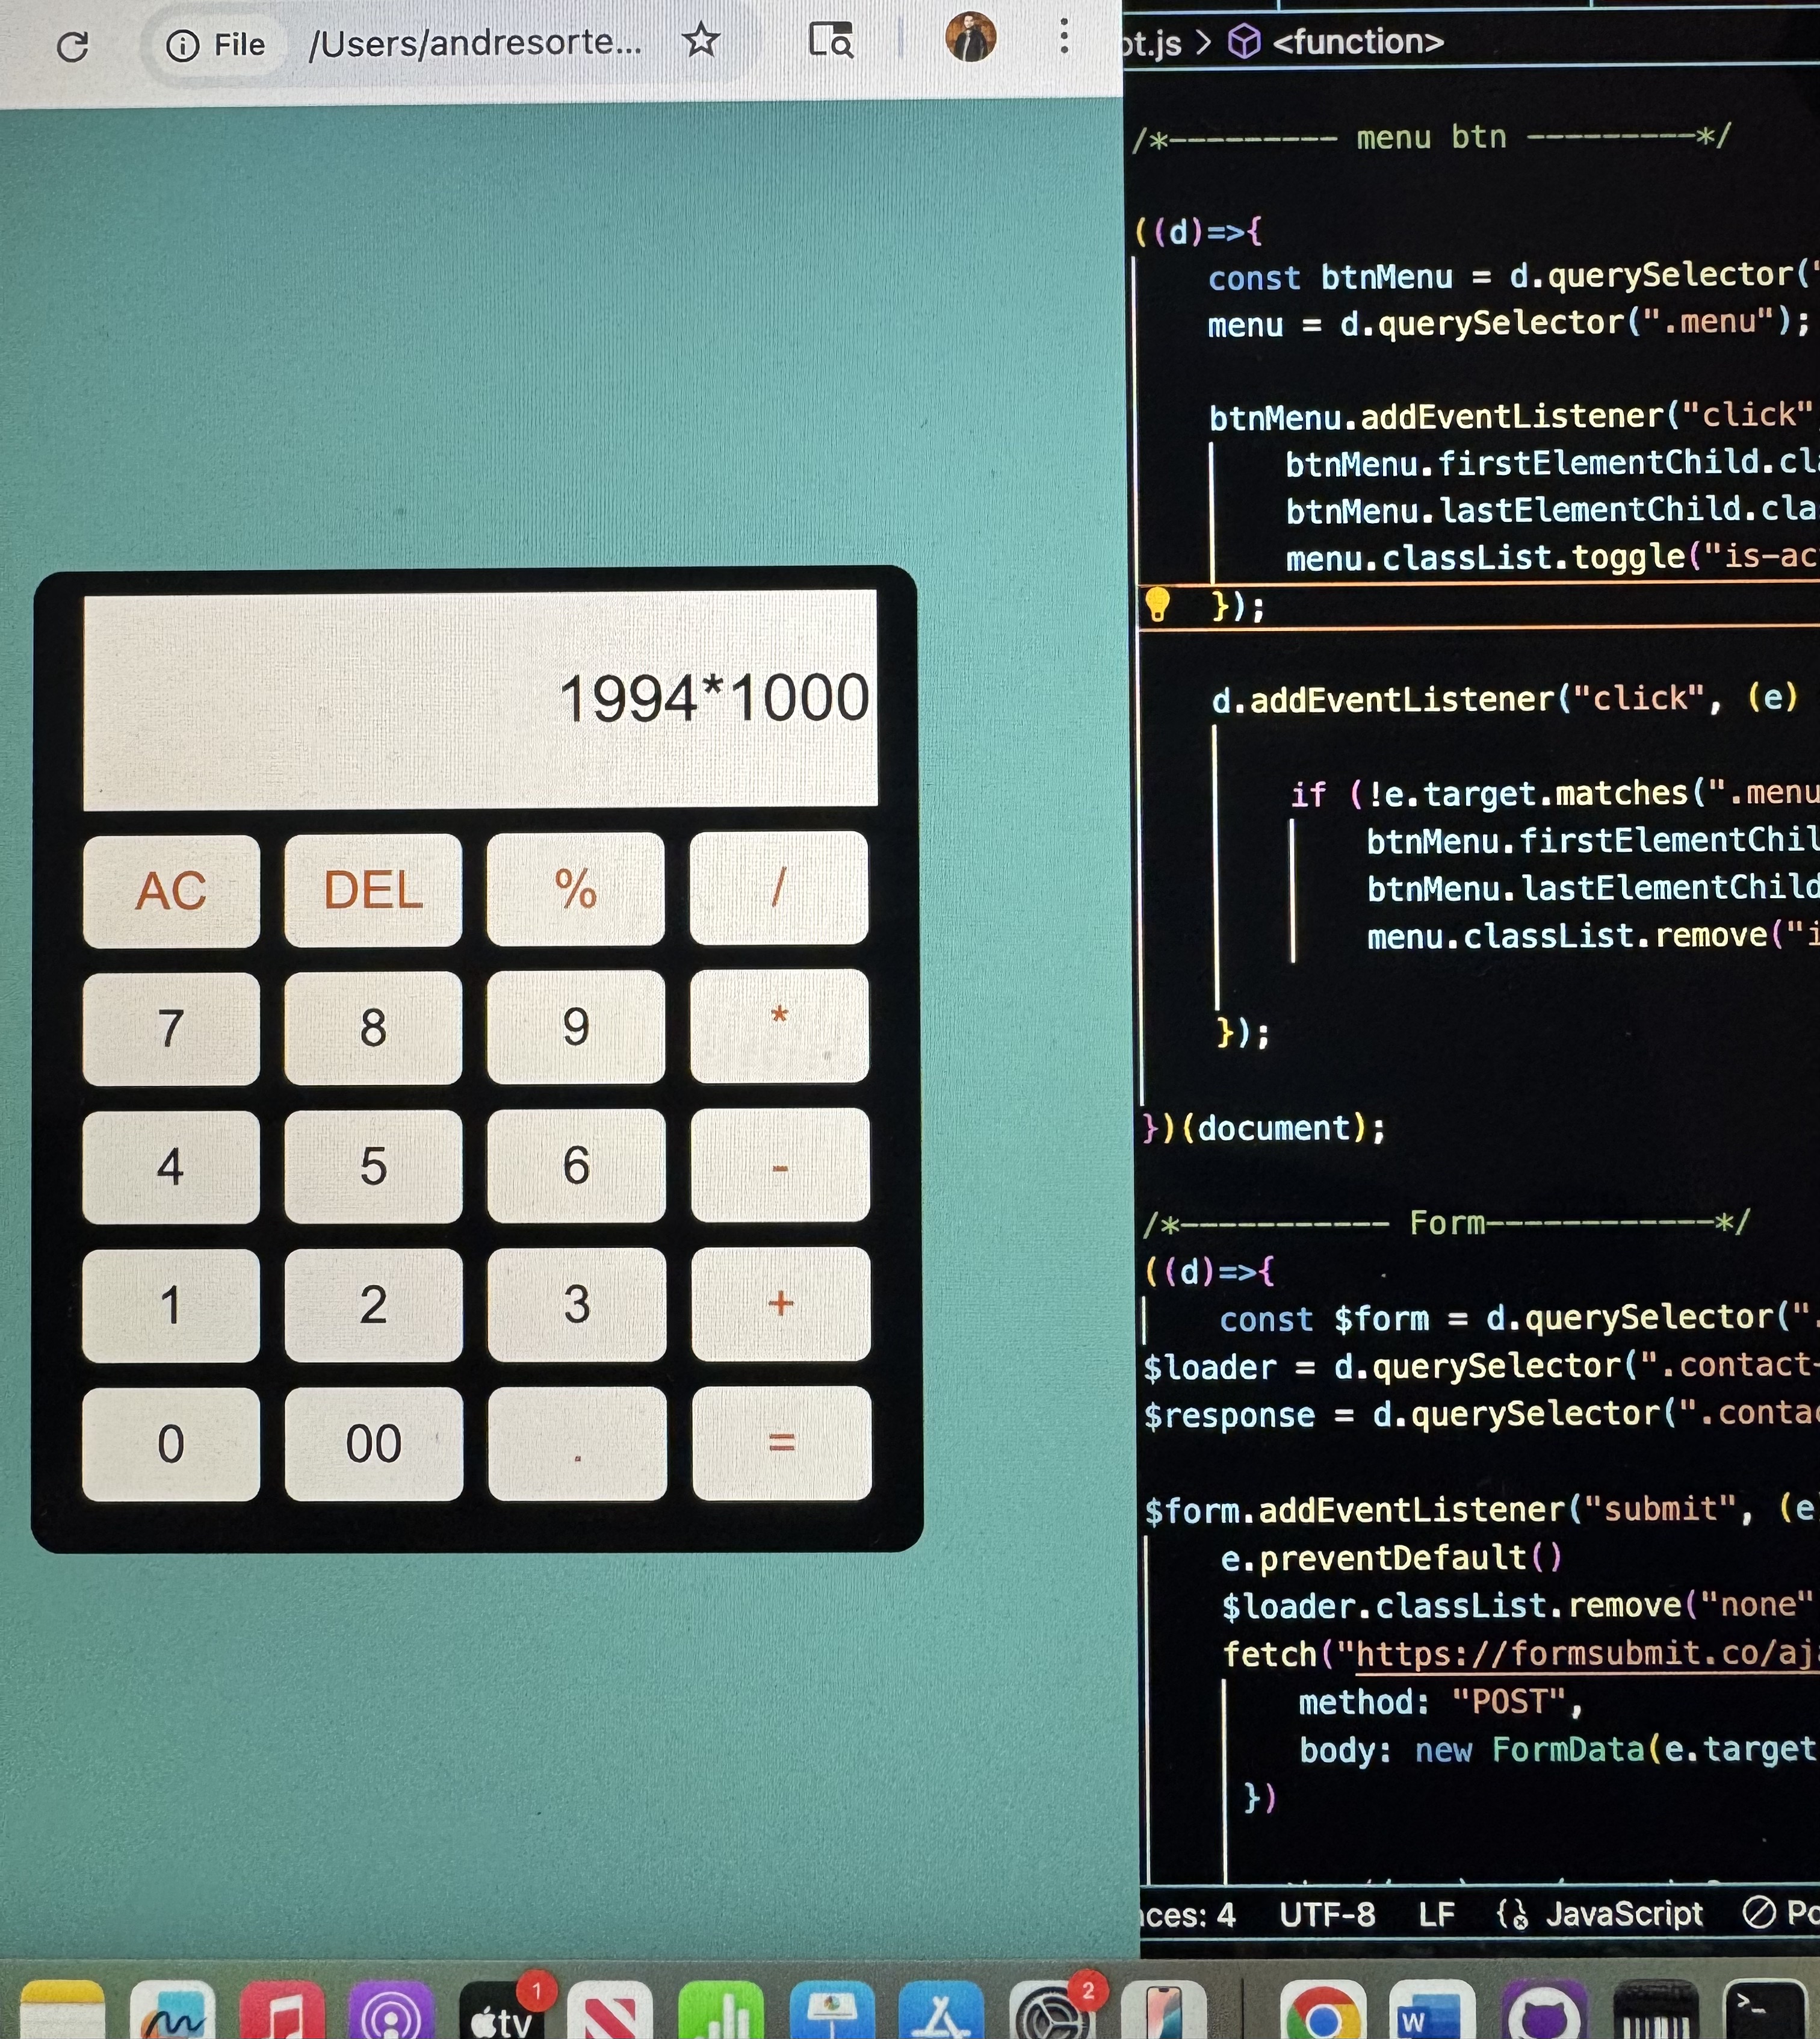 File /Users/andresorte...
1994*1000
AC DEL % /
7 8 9 *
4 5 6 -
1 2 3 +
0 00 . =
ot.js > <function>
/*--------- menu btn ---------*/
((d)=>{
const btnMenu = d.querySelector("
menu = d.querySelector(".menu");
btnMenu.addEventListener("click"
btnMenu.firstElementChild.cl
btnMenu.lastElementChild.cla
menu.classList.toggle("is-ac
});
d.addEventListener("click", (e)
if (!e.target.matches(".menu
btnMenu.firstElementChil
btnMenu.lastElementChild
menu.classList.remove("i
});
})(document);
/*----------- Form------------*/
((d)=>{
const $form = d.querySelector(".
$loader = d.querySelector(".contact-
$response = d.querySelector(".contac
$form.addEventListener("submit", (e
e.preventDefault()
$loader.classList.remove("none"
fetch("https://formsubmit.co/aj
method: "POST",
body: new FormData(e.target
})
ces: 4 UTF-8 LF {} JavaScript Po
1 2
tv W >_